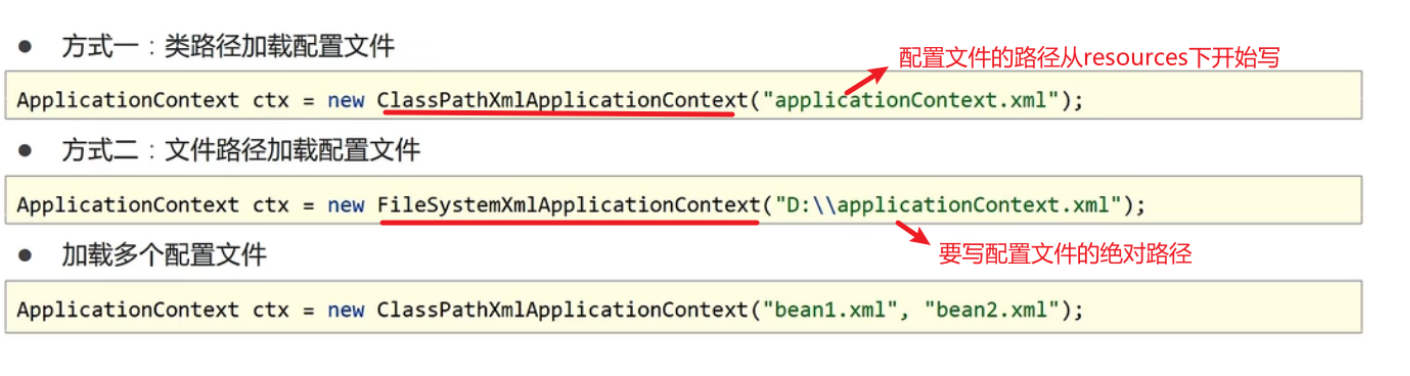 ● 方式一：类路径加载配置文件
配置文件的路径从resources下开始写
ApplicationContext ctx = new ClassPathXmlApplicationContext("applicationContext.xml");
● 方式二：文件路径加载配置文件
ApplicationContext ctx = new FileSystemXmlApplicationContext("D:\\applicationContext.xml");
要写配置文件的绝对路径
● 加载多个配置文件
ApplicationContext ctx = new ClassPathXmlApplicationContext("bean1.xml", "bean2.xml");